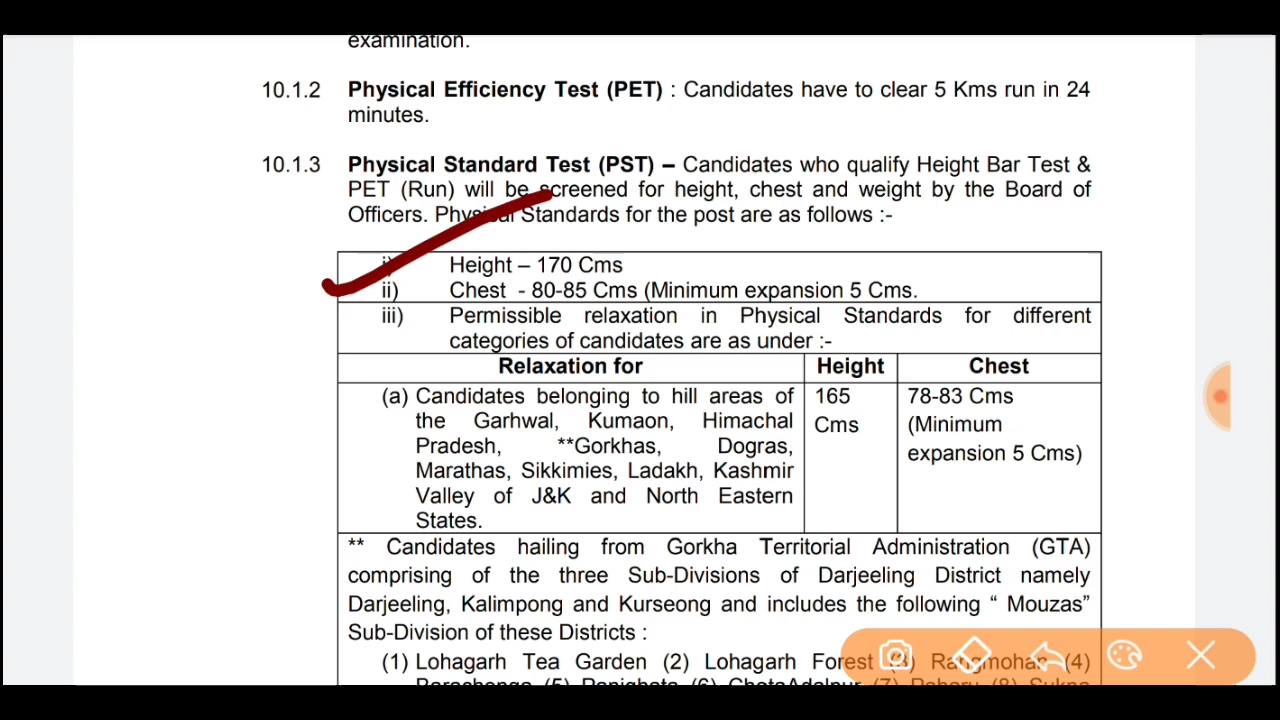 examination.
10.1.2 Physical Efficiency Test (PET) : Candidates have to clear 5 Kms run in 24
minutes.
10.1.3 Physical Standard Test (PST) – Candidates who qualify Height Bar Test &
PET (Run) will be screened for height, chest and weight by the Board of
Officers. Physical Standards for the post are as follows :-
i) Height – 170 Cms
ii) Chest - 80-85 Cms (Minimum expansion 5 Cms.
iii) Permissible relaxation in Physical Standards for different
categories of candidates are as under :-
Relaxation for Height Chest
(a) Candidates belonging to hill areas of 165 78-83 Cms
the Garhwal, Kumaon, Himachal Cms (Minimum
Pradesh, **Gorkhas, Dogras, expansion 5 Cms)
Marathas, Sikkimies, Ladakh, Kashmir
Valley of J&K and North Eastern
States.
** Candidates hailing from Gorkha Territorial Administration (GTA)
comprising of the three Sub-Divisions of Darjeeling District namely
Darjeeling, Kalimpong and Kurseong and includes the following “ Mouzas”
Sub-Division of these Districts :
(1) Lohagarh Tea Garden (2) Lohagarh Forest (3) Rangmohan (4)